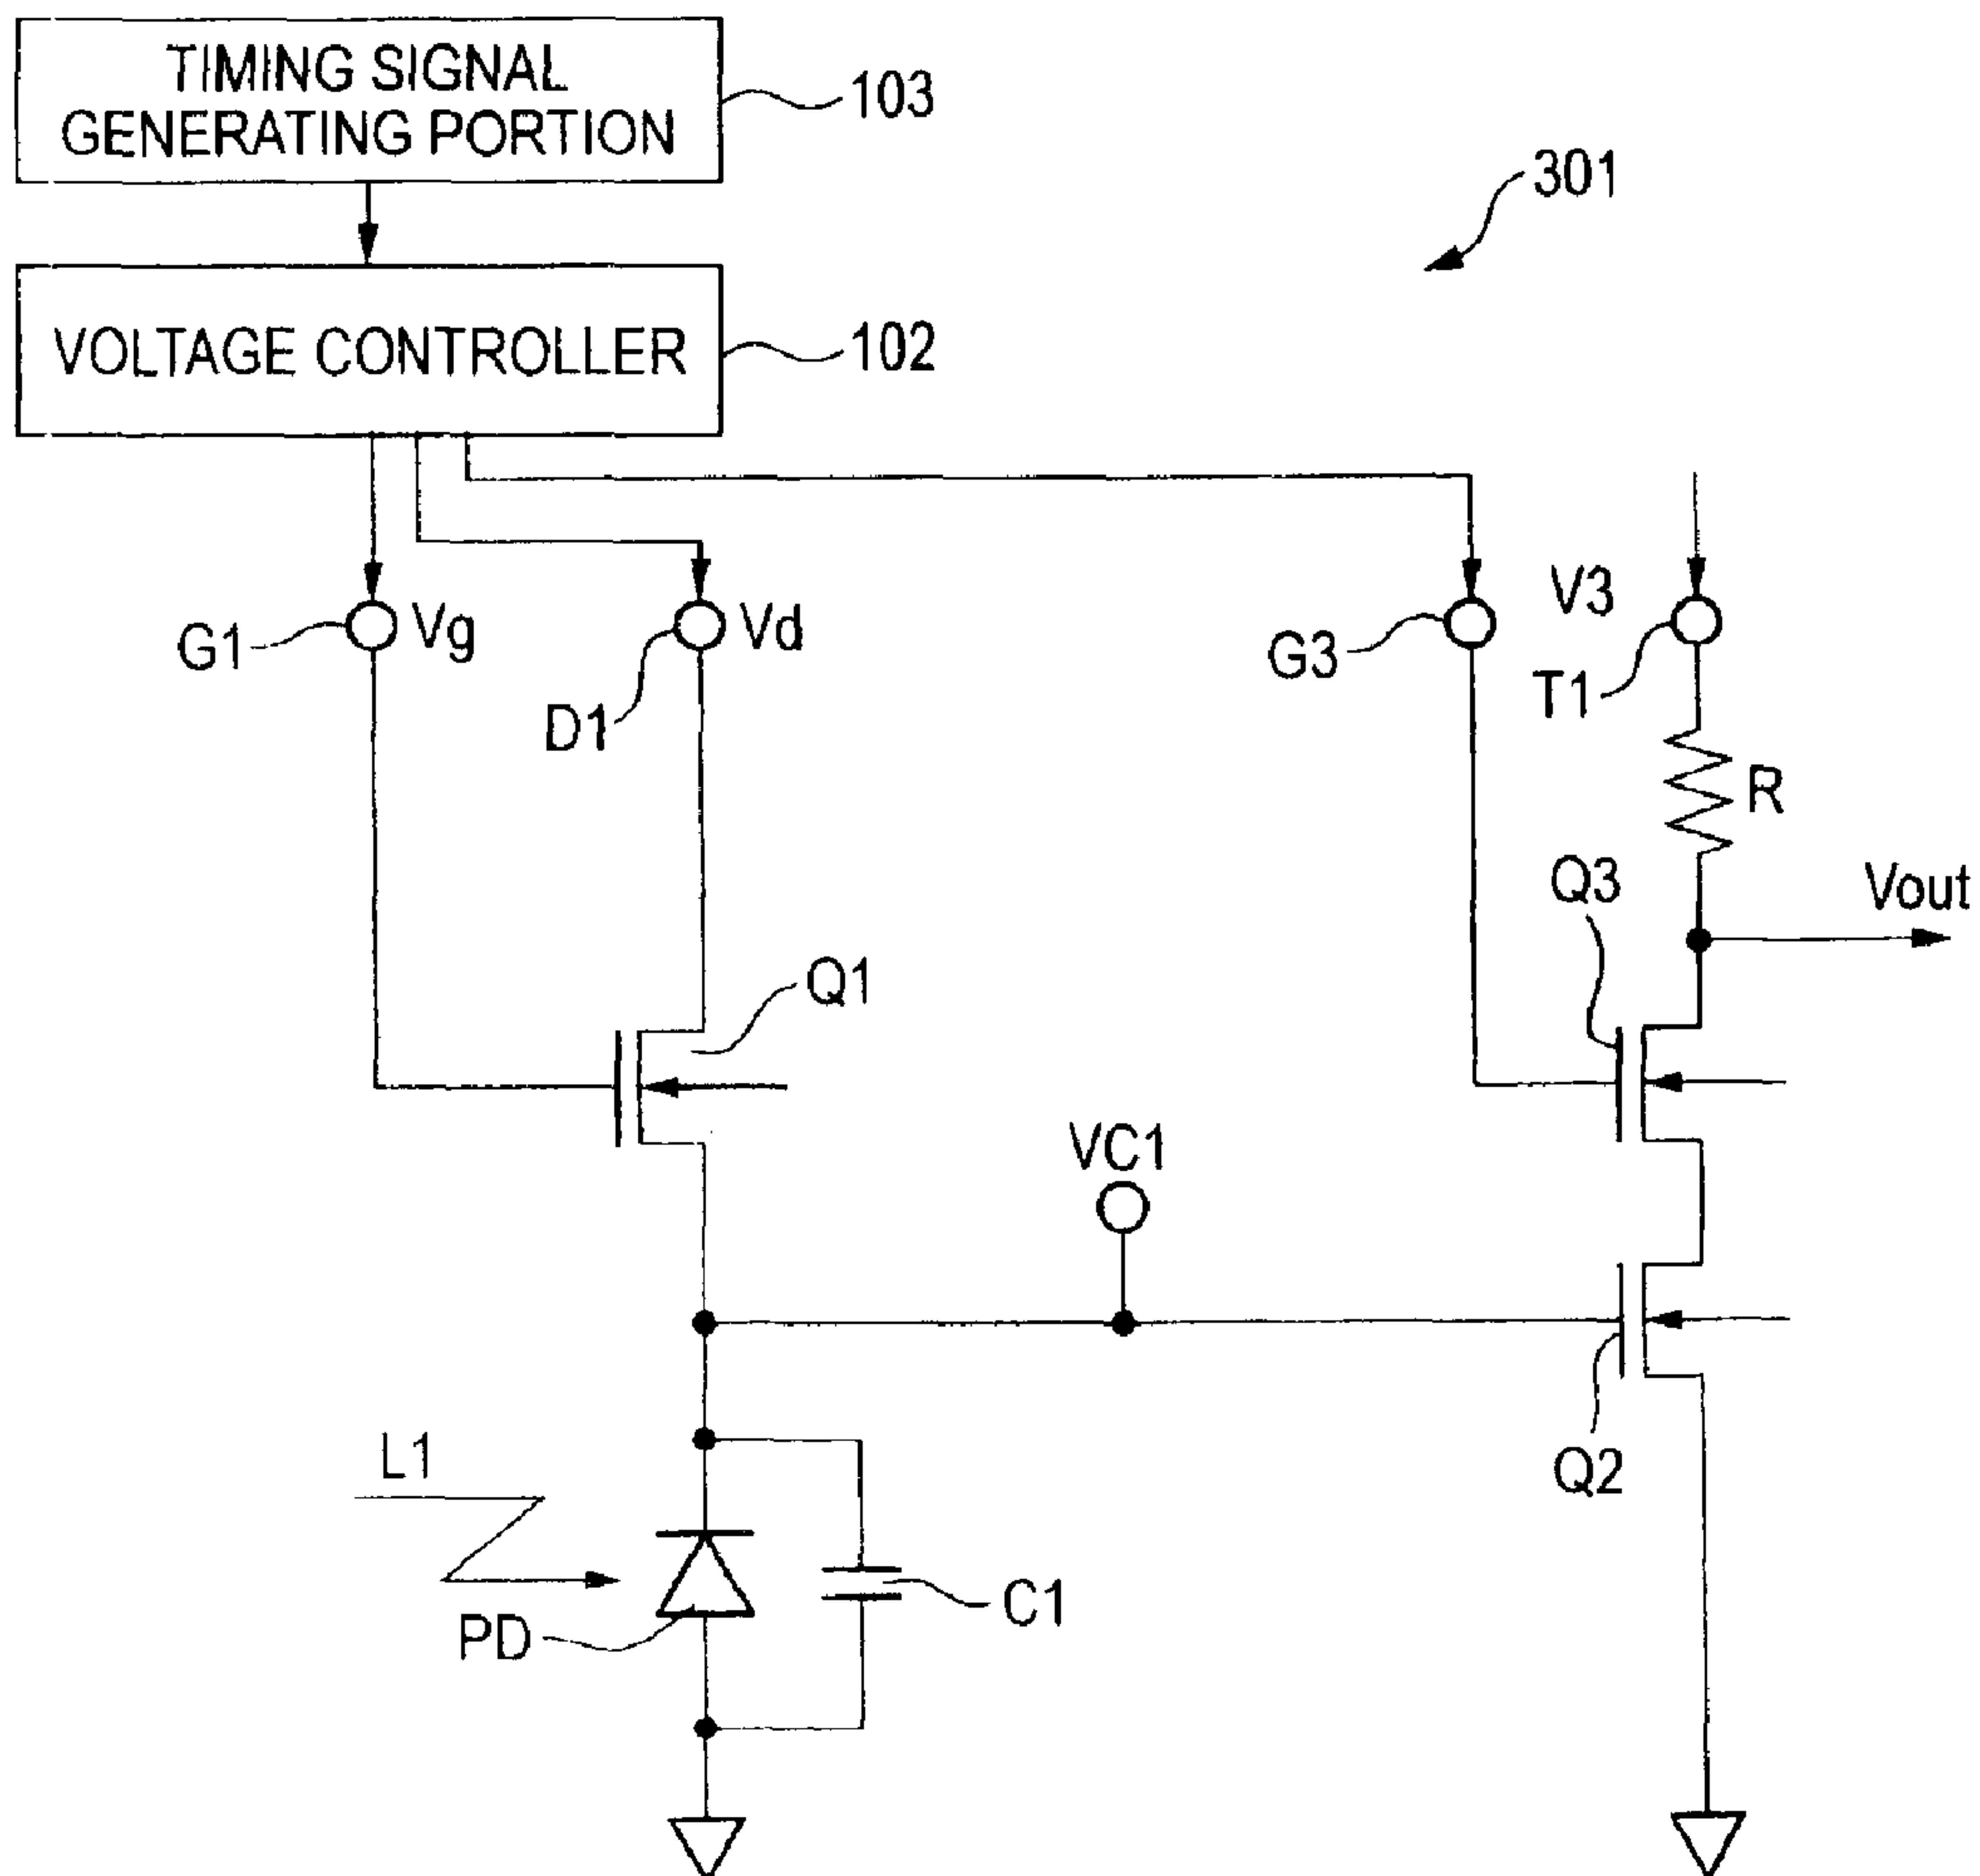 TIMING SIGNAL
GENERATING PORTION
103
301
VOLTAGE CONTROLLER
102
G1
Vg
D1
Vd
G3
V3
T1
R
Q3
Vout
Q1
VC1
Q2
L1
PD
C1